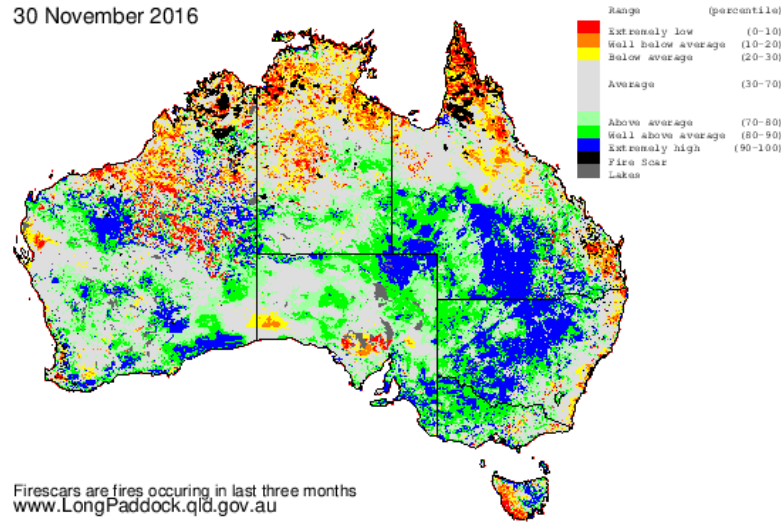 30 November 2016
Range (percentile)
Extremely low (0-10)
Well below average (10-20)
Below average (20-30)
Average (30-70)
Above average (70-80)
Well above average (80-90)
Extremely high (90-100)
Fire Scar
Lakes
Firescars are fires occuring in last three months
www.LongPaddock.qld.gov.au